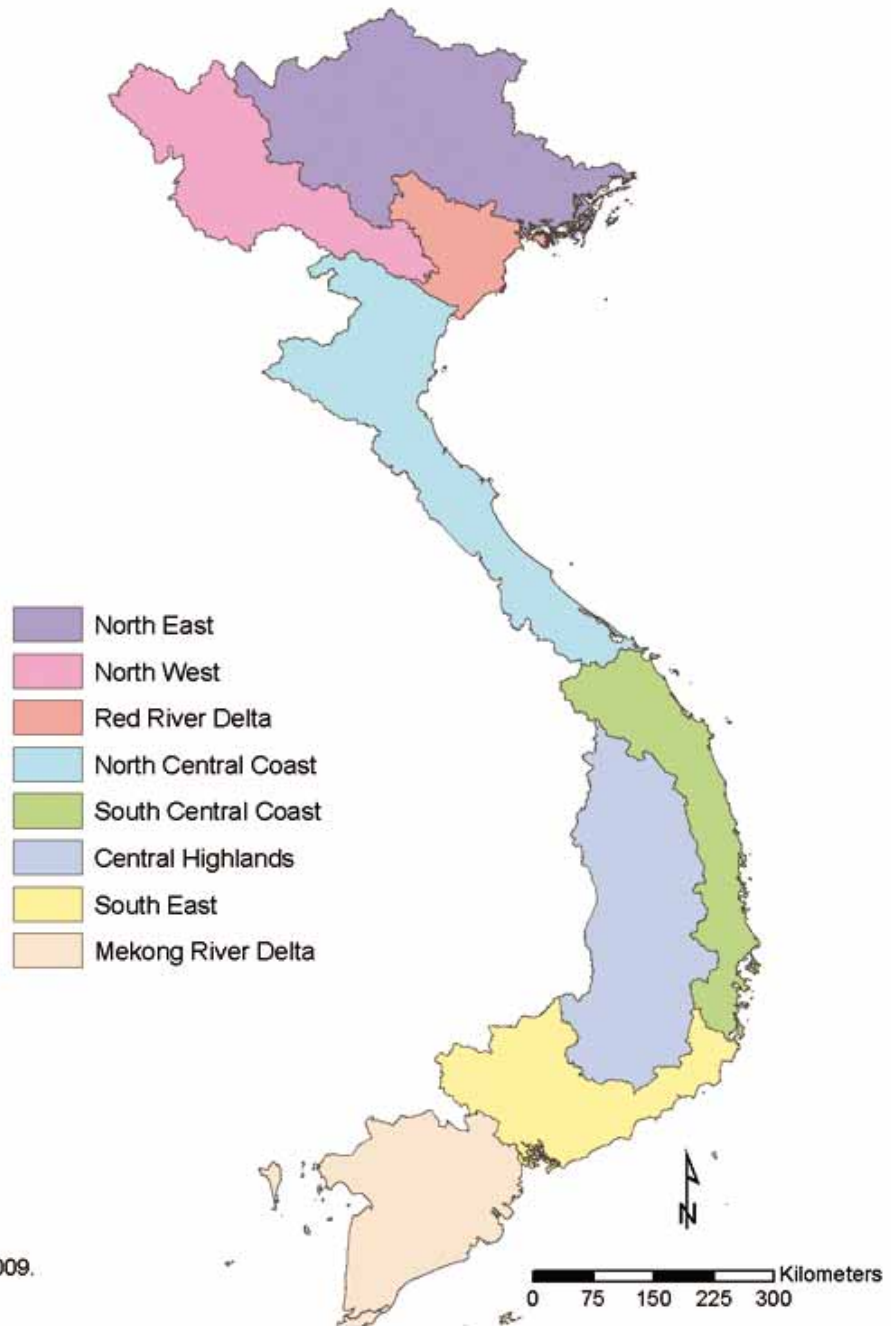 North East
North West
Red River Delta
North Central Coast
South Central Coast
Central Highlands
South East
Mekong River Delta
N
009.
Kilometers
0 75 150 225 300